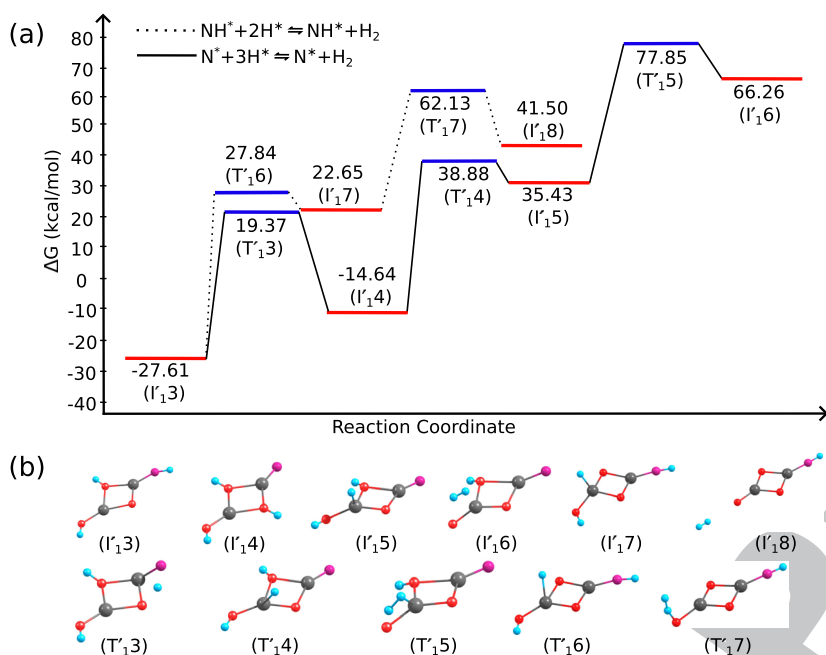 (a)
NH*+2H* ⇋ NH*+H₂
N*+3H* ⇋ N*+H₂
ΔG (kcal/mol)
80
70
60
50
40
30
20
10
0
-10
-20
-30
-40
-27.61
(I′₁3)
27.84
(T′₁6)
19.37
(T′₁3)
22.65
(I′₁7)
-14.64
(I′₁4)
62.13
(T′₁7)
38.88
(T′₁4)
41.50
(I′₁8)
35.43
(I′₁5)
77.85
(T′₁5)
66.26
(I′₁6)
Reaction Coordinate
(b)
(I′₁3) (I′₁4) (I′₁5) (I′₁6) (I′₁7) (I′₁8)
(T′₁3) (T′₁4) (T′₁5) (T′₁6) (T′₁7)